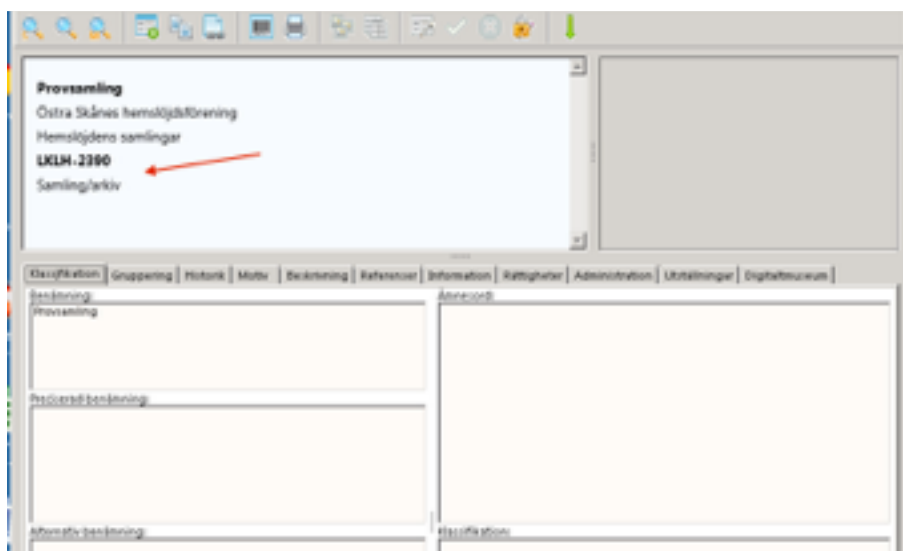 Provsamling
Östra Skånes hemslöjdsförening
Hemslöjdens samlingar
LKLH-2390
Samling/arkiv
Klassifikation Gruppering Historik Motiv Beskrivning Referenser Information Rättigheter Administration Utställningar Digitaltmuseum
Benämning: Ämnesord:
Provsamling
Preciserad benämning:
Alternativ benämning: Klassifikation: